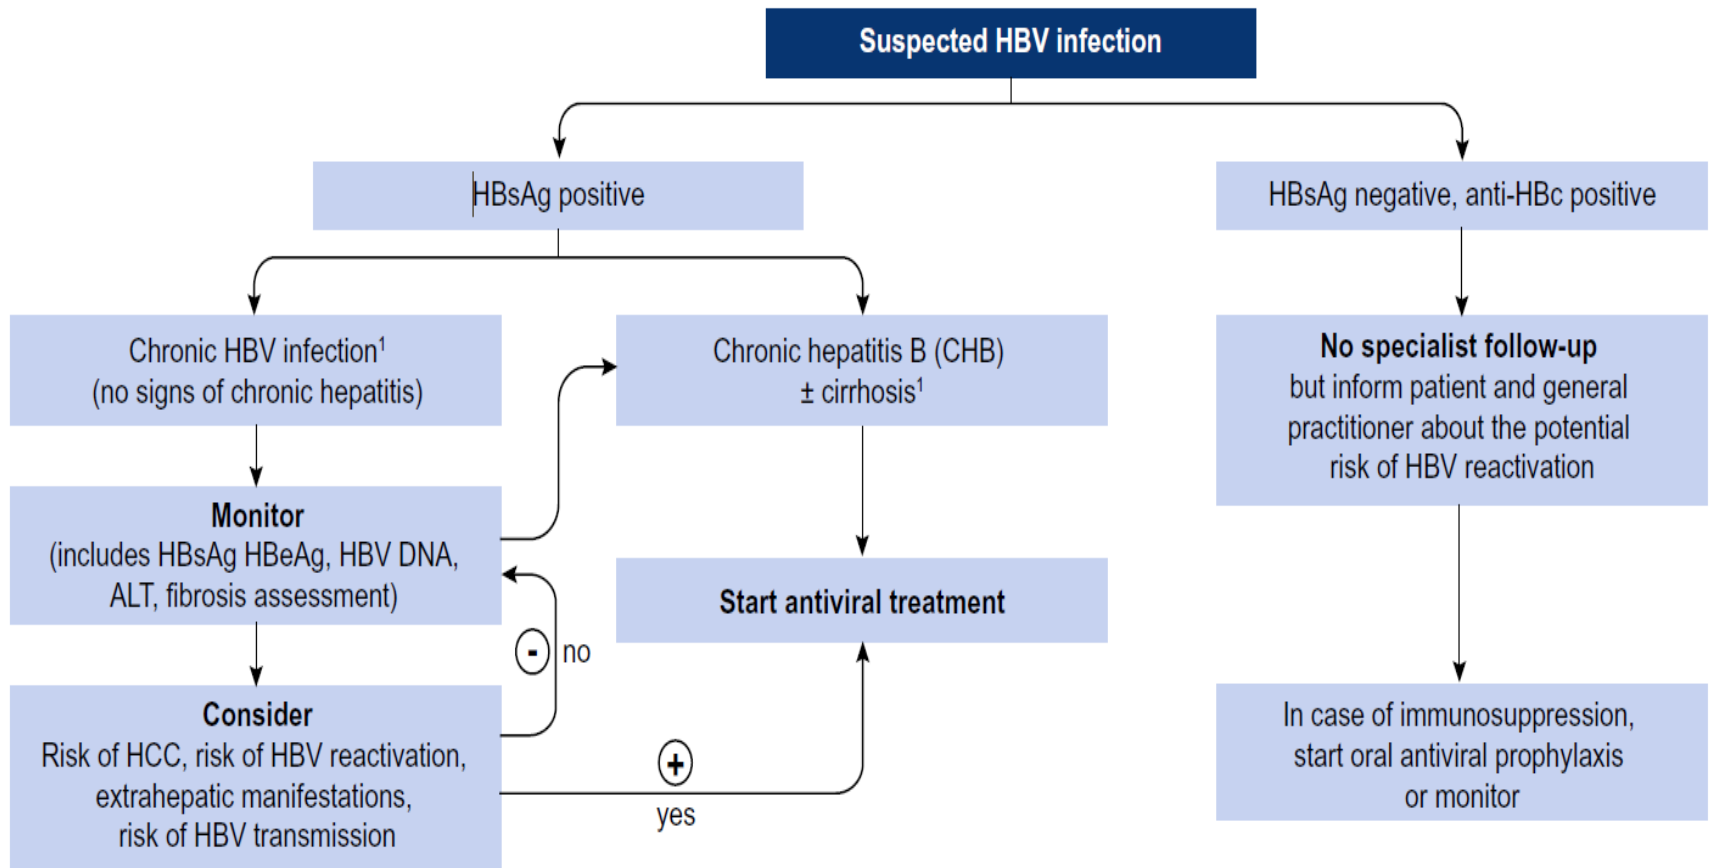 Suspected HBV infection
HBsAg positive
HBsAg negative, anti-HBc positive
Chronic HBV infection¹
(no signs of chronic hepatitis)
Chronic hepatitis B (CHB)
± cirrhosis¹
No specialist follow-up
but inform patient and general
practitioner about the potential
risk of HBV reactivation
Monitor
(includes HBsAg HBeAg, HBV DNA,
ALT, fibrosis assessment)
Start antiviral treatment
- no
Consider
Risk of HCC, risk of HBV reactivation,
extrahepatic manifestations,
risk of HBV transmission
+
yes
In case of immunosuppression,
start oral antiviral prophylaxis
or monitor